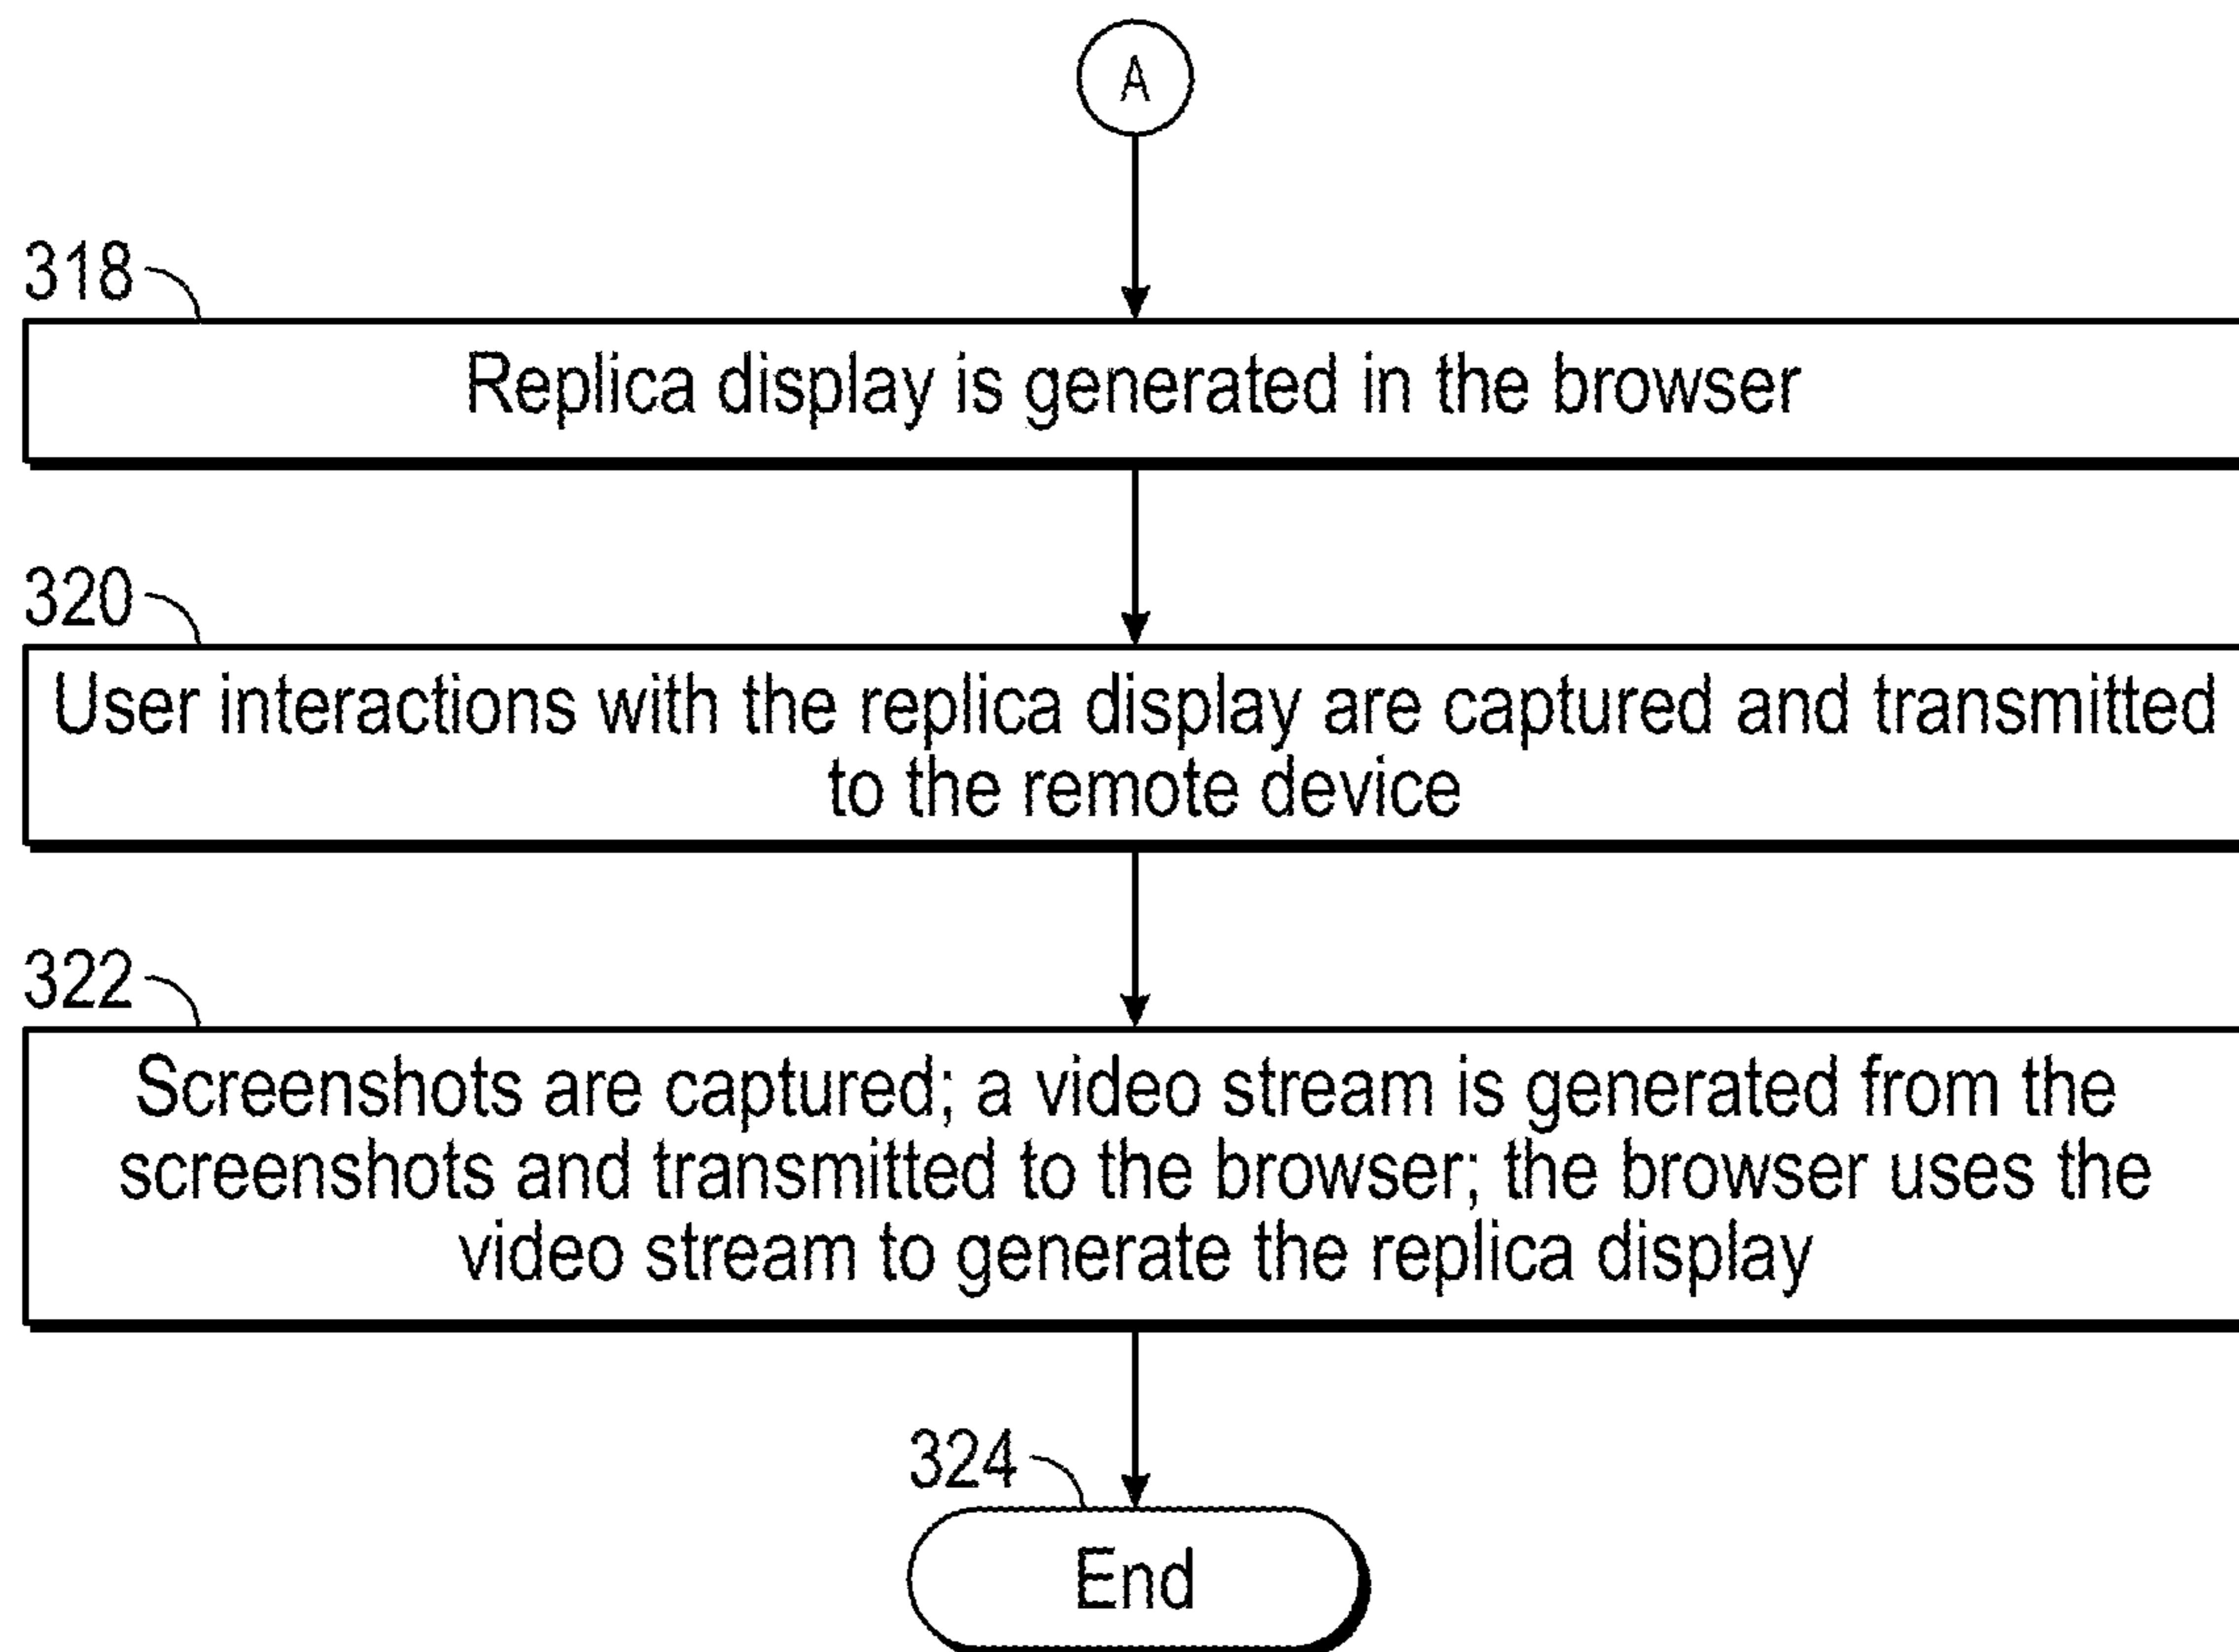 A
318
Replica display is generated in the browser
320
User interactions with the replica display are captured and transmitted
to the remote device
322
Screenshots are captured; a video stream is generated from the
screenshots and transmitted to the browser; the browser uses the
video stream to generate the replica display
324
End